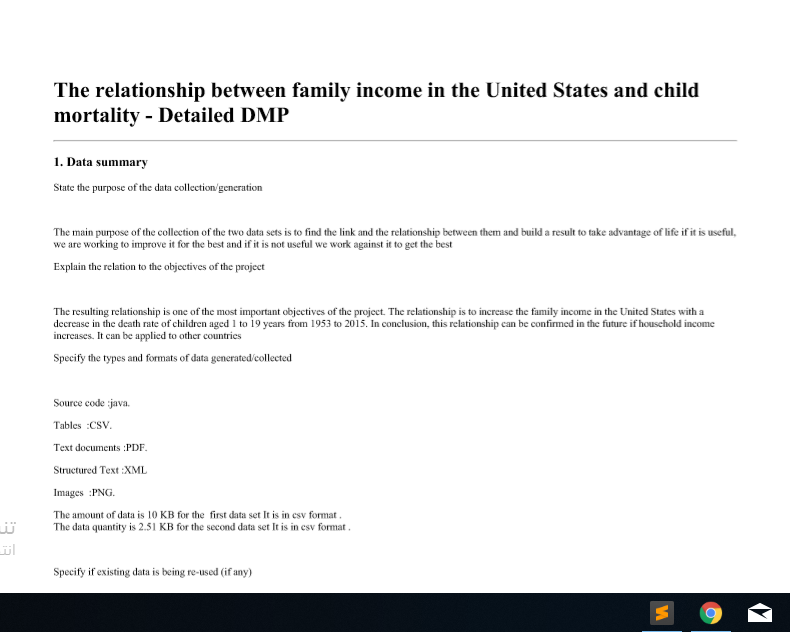 The relationship between family income in the United States and child
mortality - Detailed DMP
1. Data summary
State the purpose of the data collection/generation
The main purpose of the collection of the two data sets is to find the link and the relationship between them and build a result to take advantage of life if it is useful,
we are working to improve it for the best and if it is not useful we work against it to get the best
Explain the relation to the objectives of the project
The resulting relationship is one of the most important objectives of the project. The relationship is to increase the family income in the United States with a
decrease in the death rate of children aged 1 to 19 years from 1953 to 2015. In conclusion, this relationship can be confirmed in the future if household income
increases. It can be applied to other countries
Specify the types and formats of data generated/collected
Source code :java.
Tables  :CSV.
Text documents :PDF.
Structured Text :XML
Images  :PNG.
The amount of data is 10 KB for the  first data set It is in csv format .
The data quantity is 2.51 KB for the second data set It is in csv format .
Specify if existing data is being re-used (if any)